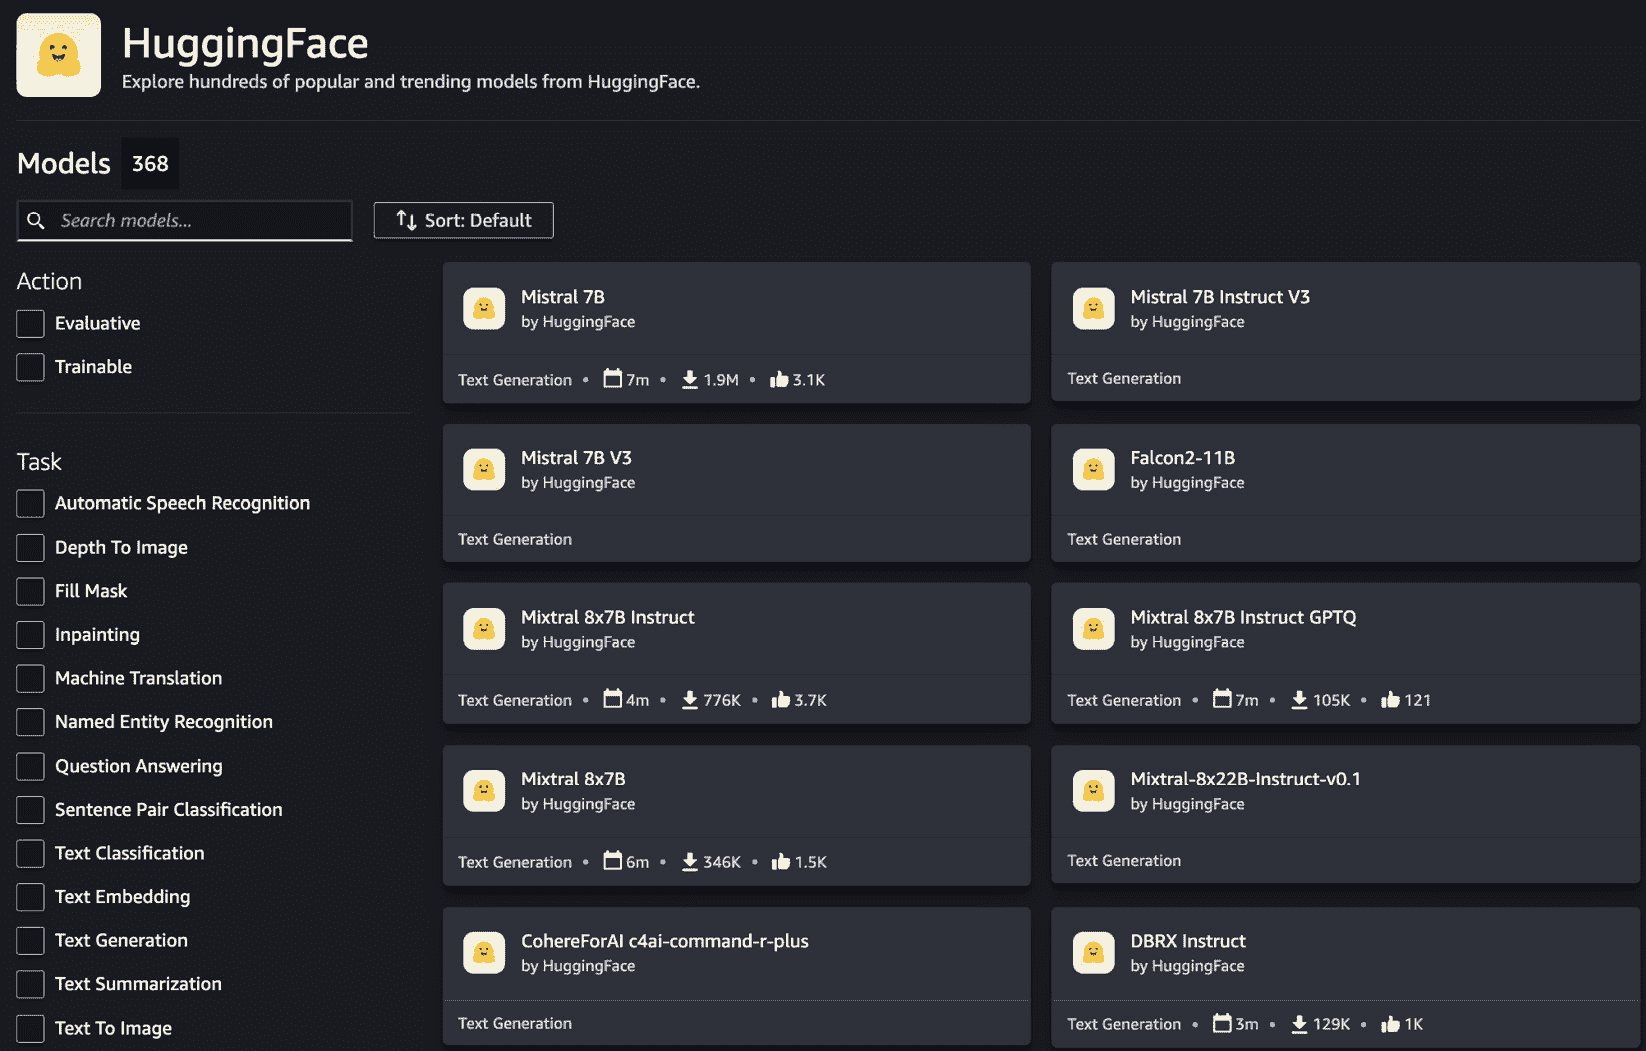 HuggingFace
Explore hundreds of popular and trending models from HuggingFace.
Models 368
Search models...
Sort: Default
Action
Evaluative
Trainable
Task
Automatic Speech Recognition
Depth To Image
Fill Mask
Inpainting
Machine Translation
Named Entity Recognition
Question Answering
Sentence Pair Classification
Text Classification
Text Embedding
Text Generation
Text Summarization
Text To Image
Mistral 7B
by HuggingFace
Text Generation • 7m • 1.9M • 3.1K
Mistral 7B Instruct V3
by HuggingFace
Text Generation
Mistral 7B V3
by HuggingFace
Text Generation
Falcon2-11B
by HuggingFace
Text Generation
Mixtral 8x7B Instruct
by HuggingFace
Text Generation • 4m • 776K • 3.7K
Mixtral 8x7B Instruct GPTQ
by HuggingFace
Text Generation • 7m • 105K • 121
Mixtral 8x7B
by HuggingFace
Text Generation • 6m • 346K • 1.5K
Mixtral-8x22B-Instruct-v0.1
by HuggingFace
Text Generation
CohereForAI c4ai-command-r-plus
by HuggingFace
Text Generation
DBRX Instruct
by HuggingFace
Text Generation • 3m • 129K • 1K